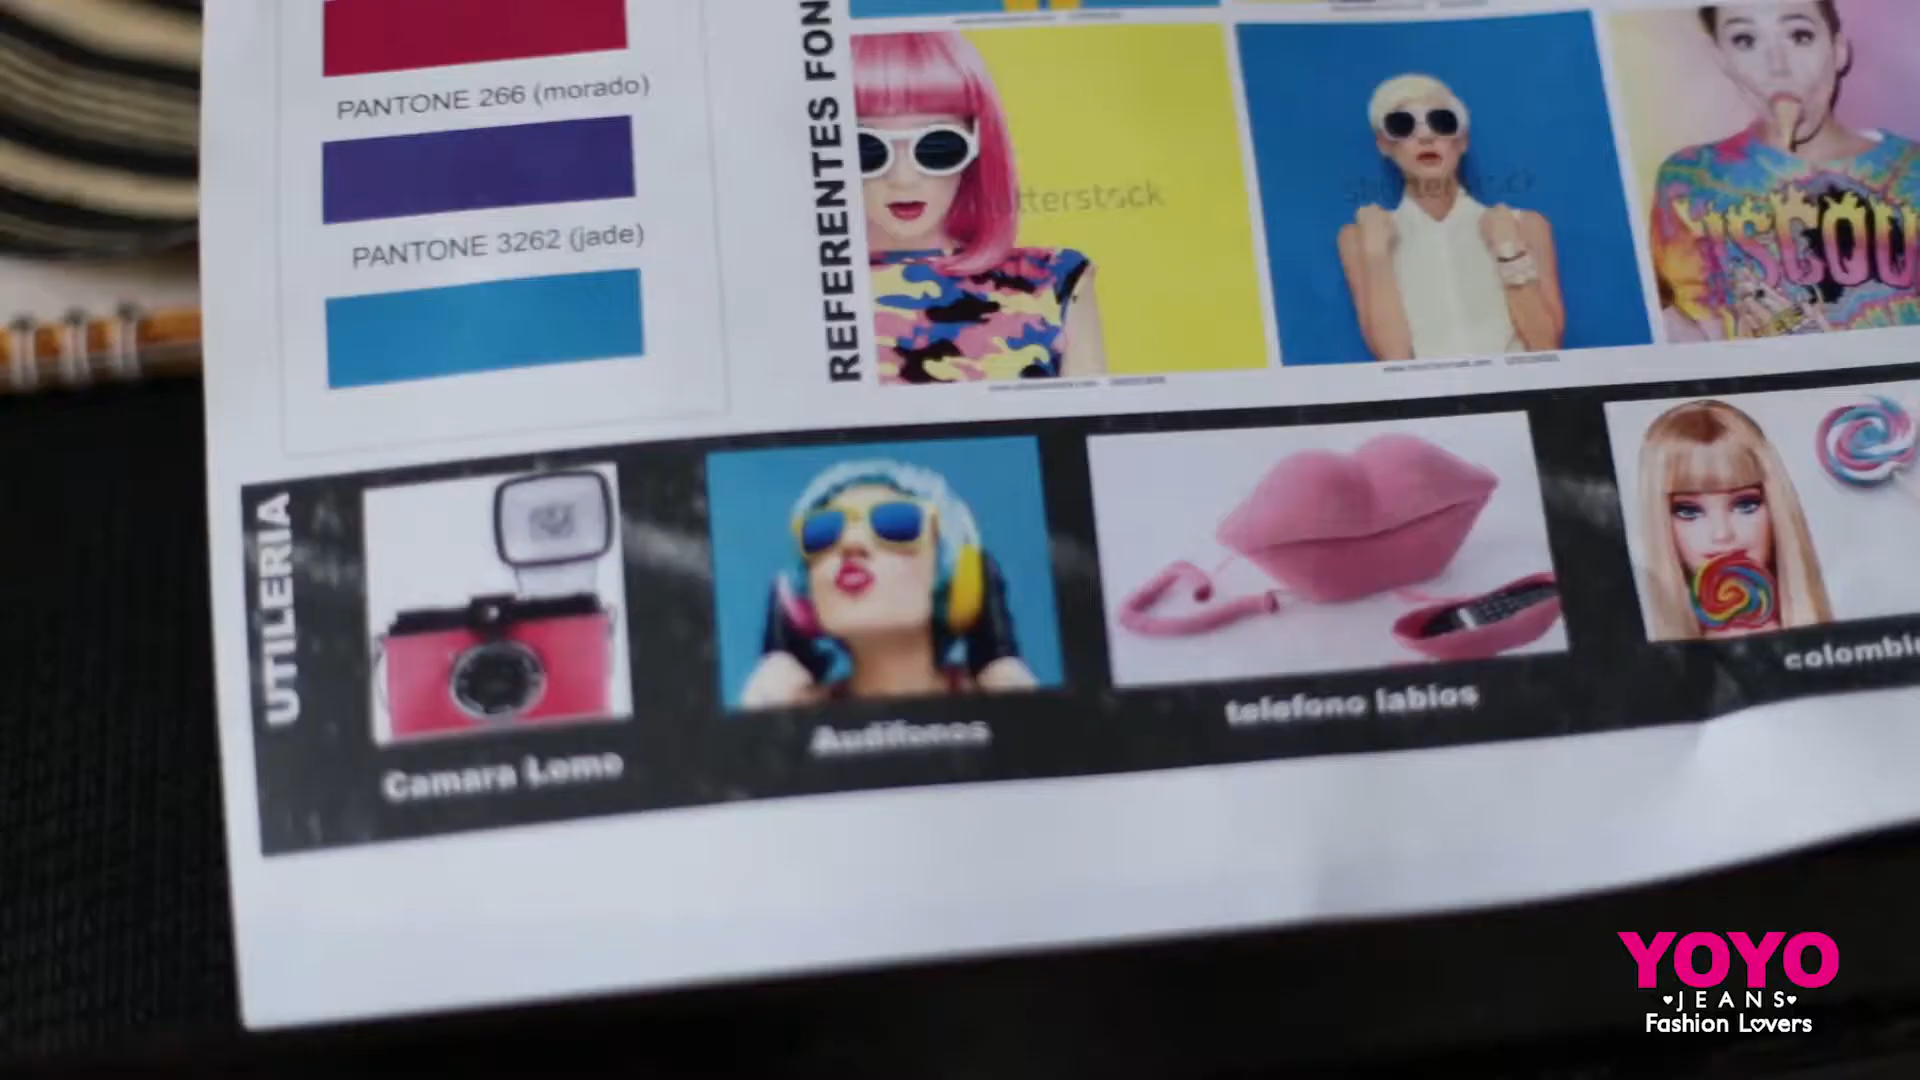 PANTONE 266 (morado)
PANTONE 3262 (jade)
REFERENTES FON
shutterstock
UTILERIA
Camara Lomo
Audifonos
telefono labios
colombi
YOYO
JEANS
Fashion Lovers